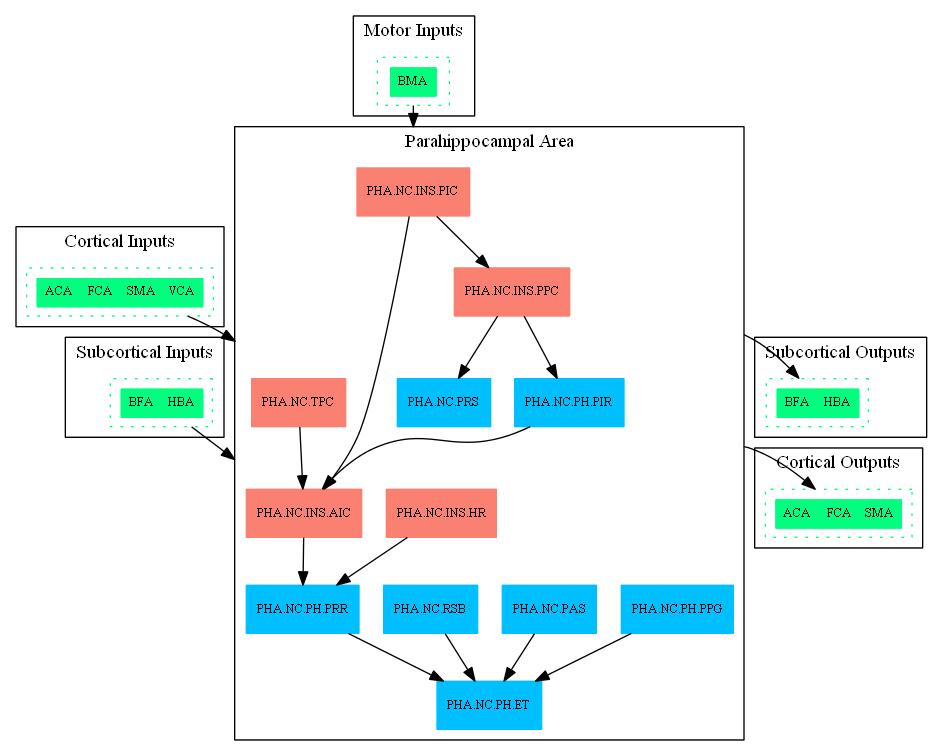 Motor Inputs
BMA
Parahippocampal Area
PHA.NC.INS.PIC
Cortical Inputs
ACA FCA SMA VCA
PHA.NC.INS.PPC
Subcortical Inputs
BFA HBA
Subcortical Outputs
BFA HBA
PHA.NC.TPC
PHA.NC.PRS
PHA.NC.PH.PIR
Cortical Outputs
ACA FCA SMA
PHA.NC.INS.AIC
PHA.NC.INS.HR
PHA.NC.PH.PRR
PHA.NC.RSB
PHA.NC.PAS
PHA.NC.PH.PPG
PHA.NC.PH.ET